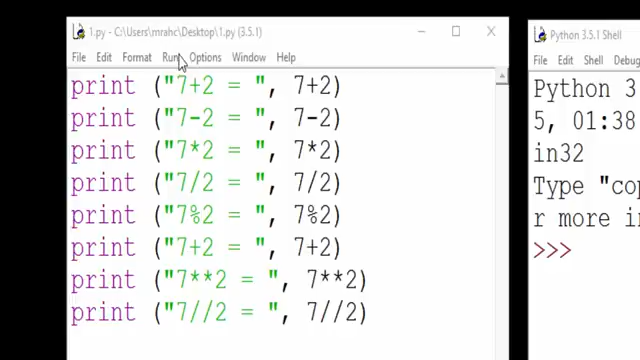 1.py - C:\Users\mrahc\Desktop\1.py (3.5.1)
File Edit Format Run Options Window Help
print ("7+2 = ", 7+2)
print ("7-2 = ", 7-2)
print ("7*2 = ", 7*2)
print ("7/2 = ", 7/2)
print ("7%2 = ", 7%2)
print ("7+2 = ", 7+2)
print ("7**2 = ", 7**2)
print ("7//2 = ", 7//2)
Python 3.5.1 Shell
File Edit Shell Debug
Python 3
5, 01:38
in32
Type "cop
r more in
>>>